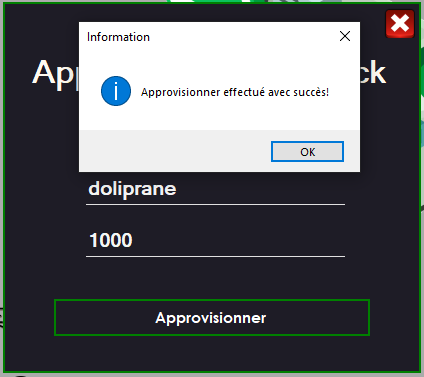 Information
Approvisionner effectué avec succès!
OK
doliprane
1000
Approvisionner